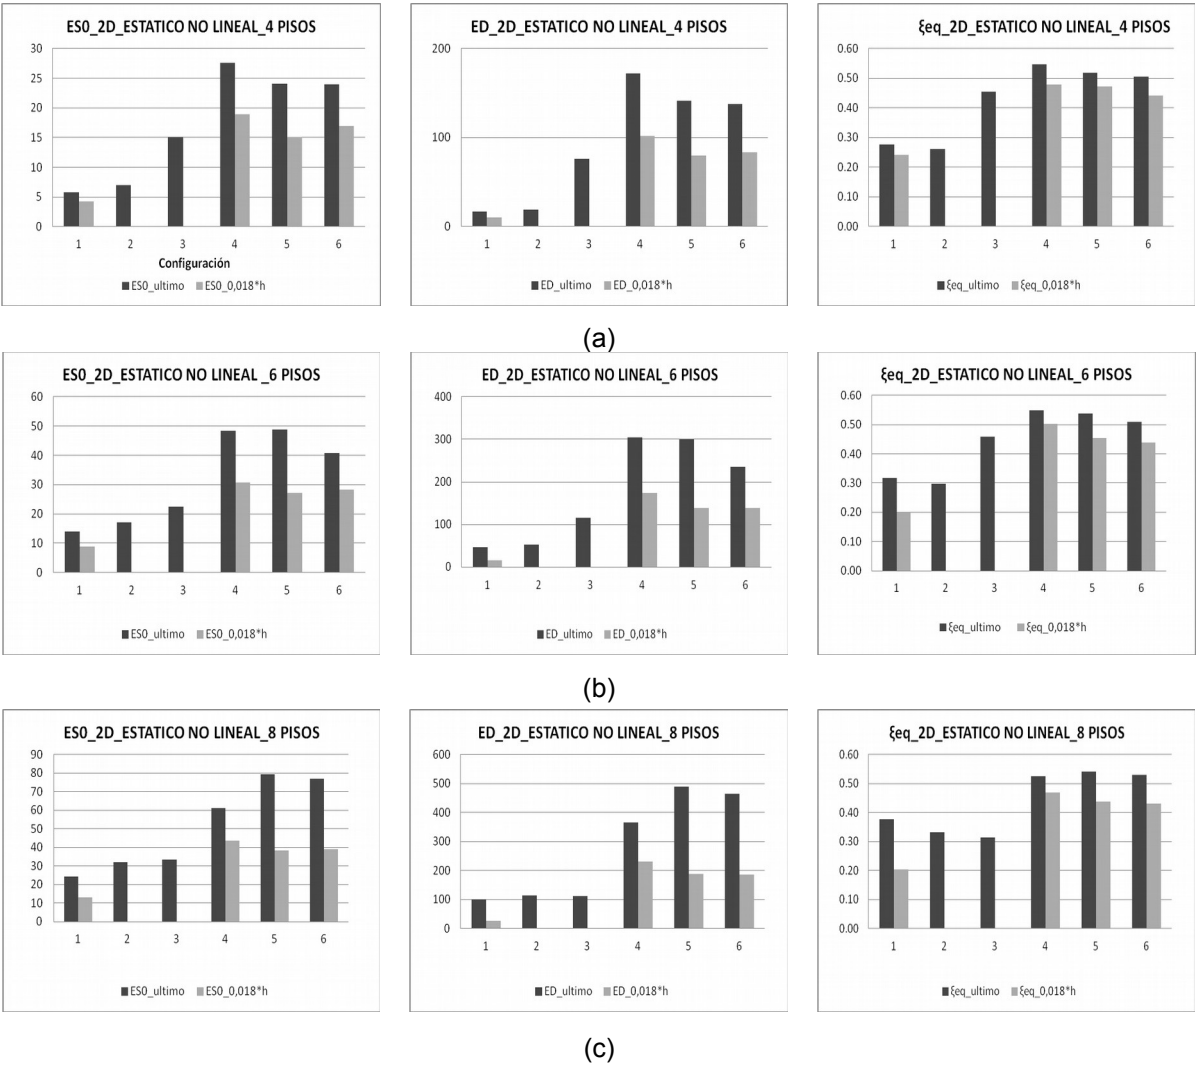 ES0_2D_ESTATICO NO LINEAL_4 PISOS
30
25
20
15
10
5
0
1 2 3 4 5 6
Configuración
ES0_ultimo ES0_0,018*h
ED_2D_ESTATICO NO LINEAL_4 PISOS
200
100
0
1 2 3 4 5 6
ED_ultimo ED_0,018*h
ξeq_2D_ESTATICO NO LINEAL_4 PISOS
0.60
0.50
0.40
0.30
0.20
0.10
0.00
1 2 3 4 5 6
ξeq_ultimo ξeq_0,018*h
(a)
ES0_2D_ESTATICO NO LINEAL _6 PISOS
60
50
40
30
20
10
0
1 2 3 4 5 6
ES0_ultimo ES0_0,018*h
ED_2D_ESTATICO NO LINEAL_6 PISOS
400
300
200
100
0
1 2 3 4 5 6
ED_ultimo ED_0,018*h
ξeq_2D_ESTATICO NO LINEAL_6 PISOS
0.60
0.50
0.40
0.30
0.20
0.10
0.00
1 2 3 4 5 6
ξeq_ultimo ξeq_0,018*h
(b)
ES0_2D_ESTATICO NO LINEAL_8 PISOS
90
80
70
60
50
40
30
20
10
0
1 2 3 4 5 6
ES0_ultimo ES0_0,018*h
ED_2D_ESTATICO NO LINEAL_8 PISOS
600
500
400
300
200
100
0
1 2 3 4 5 6
ED_ultimo ED_0,018*h
ξeq_2D_ESTATICO NO LINEAL_8 PISOS
0.60
0.50
0.40
0.30
0.20
0.10
0.00
1 2 3 4 5 6
ξeq_ultimo ξeq_0,018*h
(c)